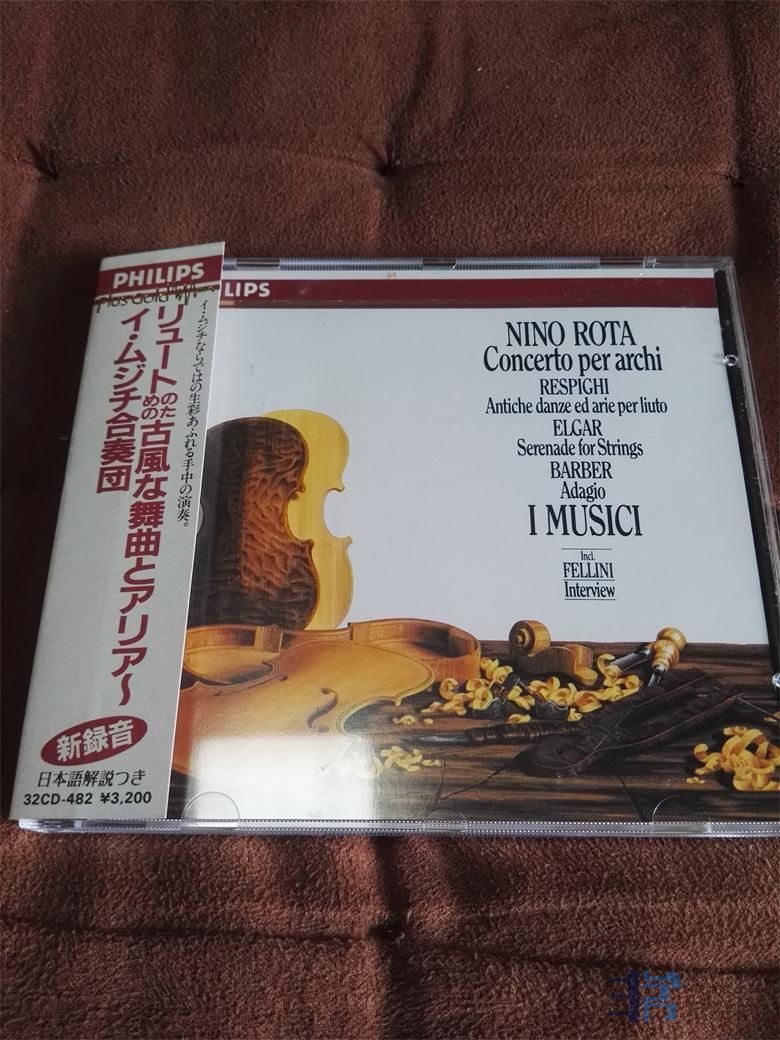 PHILIPS
リュートのための古風な舞曲とアリア〜
イ・ムジチ合奏団
イ・ムジチならではの生彩あふれる手中の演奏。
新録音
日本語解説つき
32CD-482 ¥3,200
LIPS
NINO ROTA
Concerto per archi
RESPIGHI
Antiche danze ed arie per liuto
ELGAR
Serenade for Strings
BARBER
Adagio
I MUSICI
Incl.
FELLINI
Interview